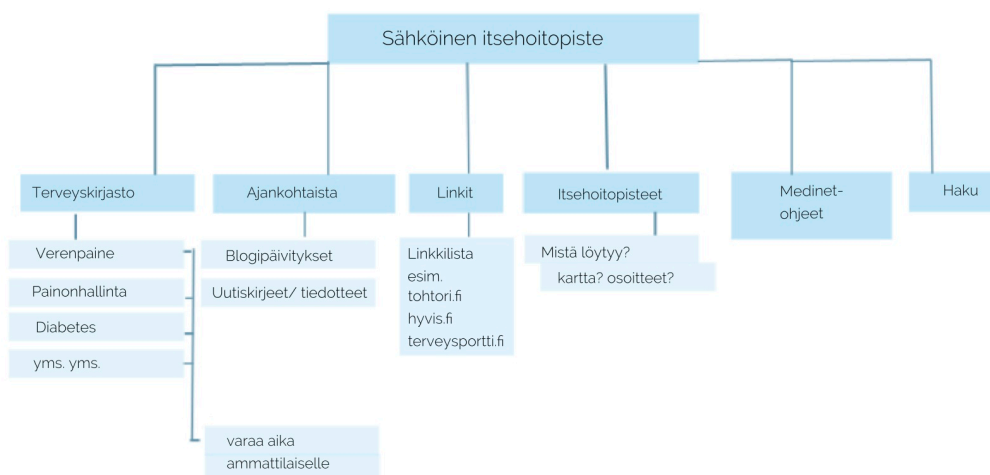 Sähköinen itsehoitopiste
Terveyskirjasto
Ajankohtaista
Linkit
Itsehoitopisteet
Medinet-
ohjeet
Haku
Verenpaine
Painonhallinta
Diabetes
yms. yms.
varaa aika
ammattilaiselle
Blogipäivitykset
Uutiskirjeet/ tiedotteet
Linkkilista
esim.
tohtori.fi
hyvis.fi
terveysportti.fi
Mistä löytyy?
kartta? osoitteet?